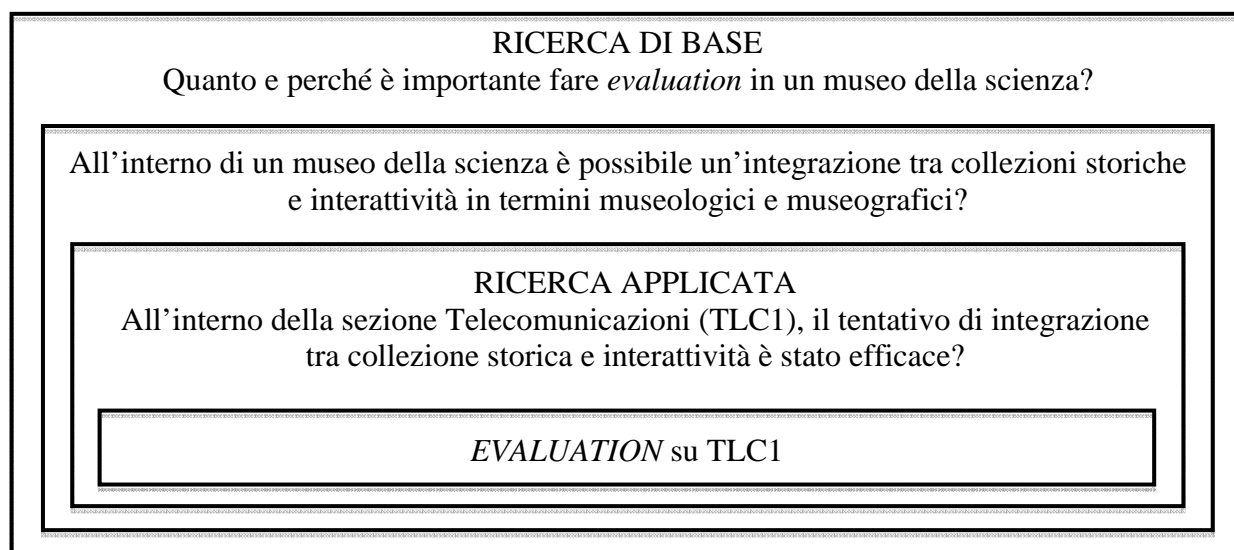 RICERCA DI BASE
Quanto e perché è importante fare evaluation in un museo della scienza?
All’interno di un museo della scienza è possibile un’integrazione tra collezioni storiche
e interattività in termini museologici e museografici?
RICERCA APPLICATA
All’interno della sezione Telecomunicazioni (TLC1), il tentativo di integrazione
tra collezione storica e interattività è stato efficace?
EVALUATION su TLC1